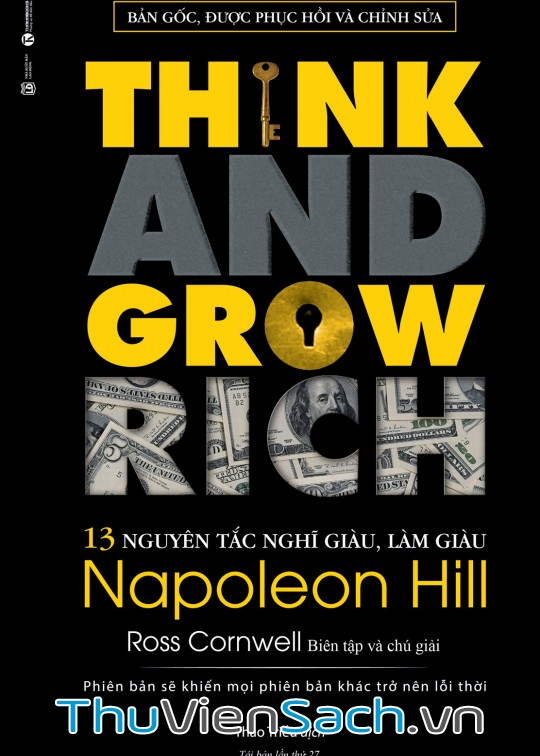 BẢN GỐC, ĐƯỢC PHỤC HỒI VÀ CHỈNH SỬA
THINK
AND
GROW
RICH
13 NGUYÊN TẮC NGHĨ GIÀU, LÀM GIÀU
Napoleon Hill
Ross Cornwell Biên tập và chú giải
Phiên bản sẽ khiến mọi phiên bản khác trở nên lỗi thời
ThuVienSach.vn
Thảo Triều dịch
Tái bản lần thứ 27